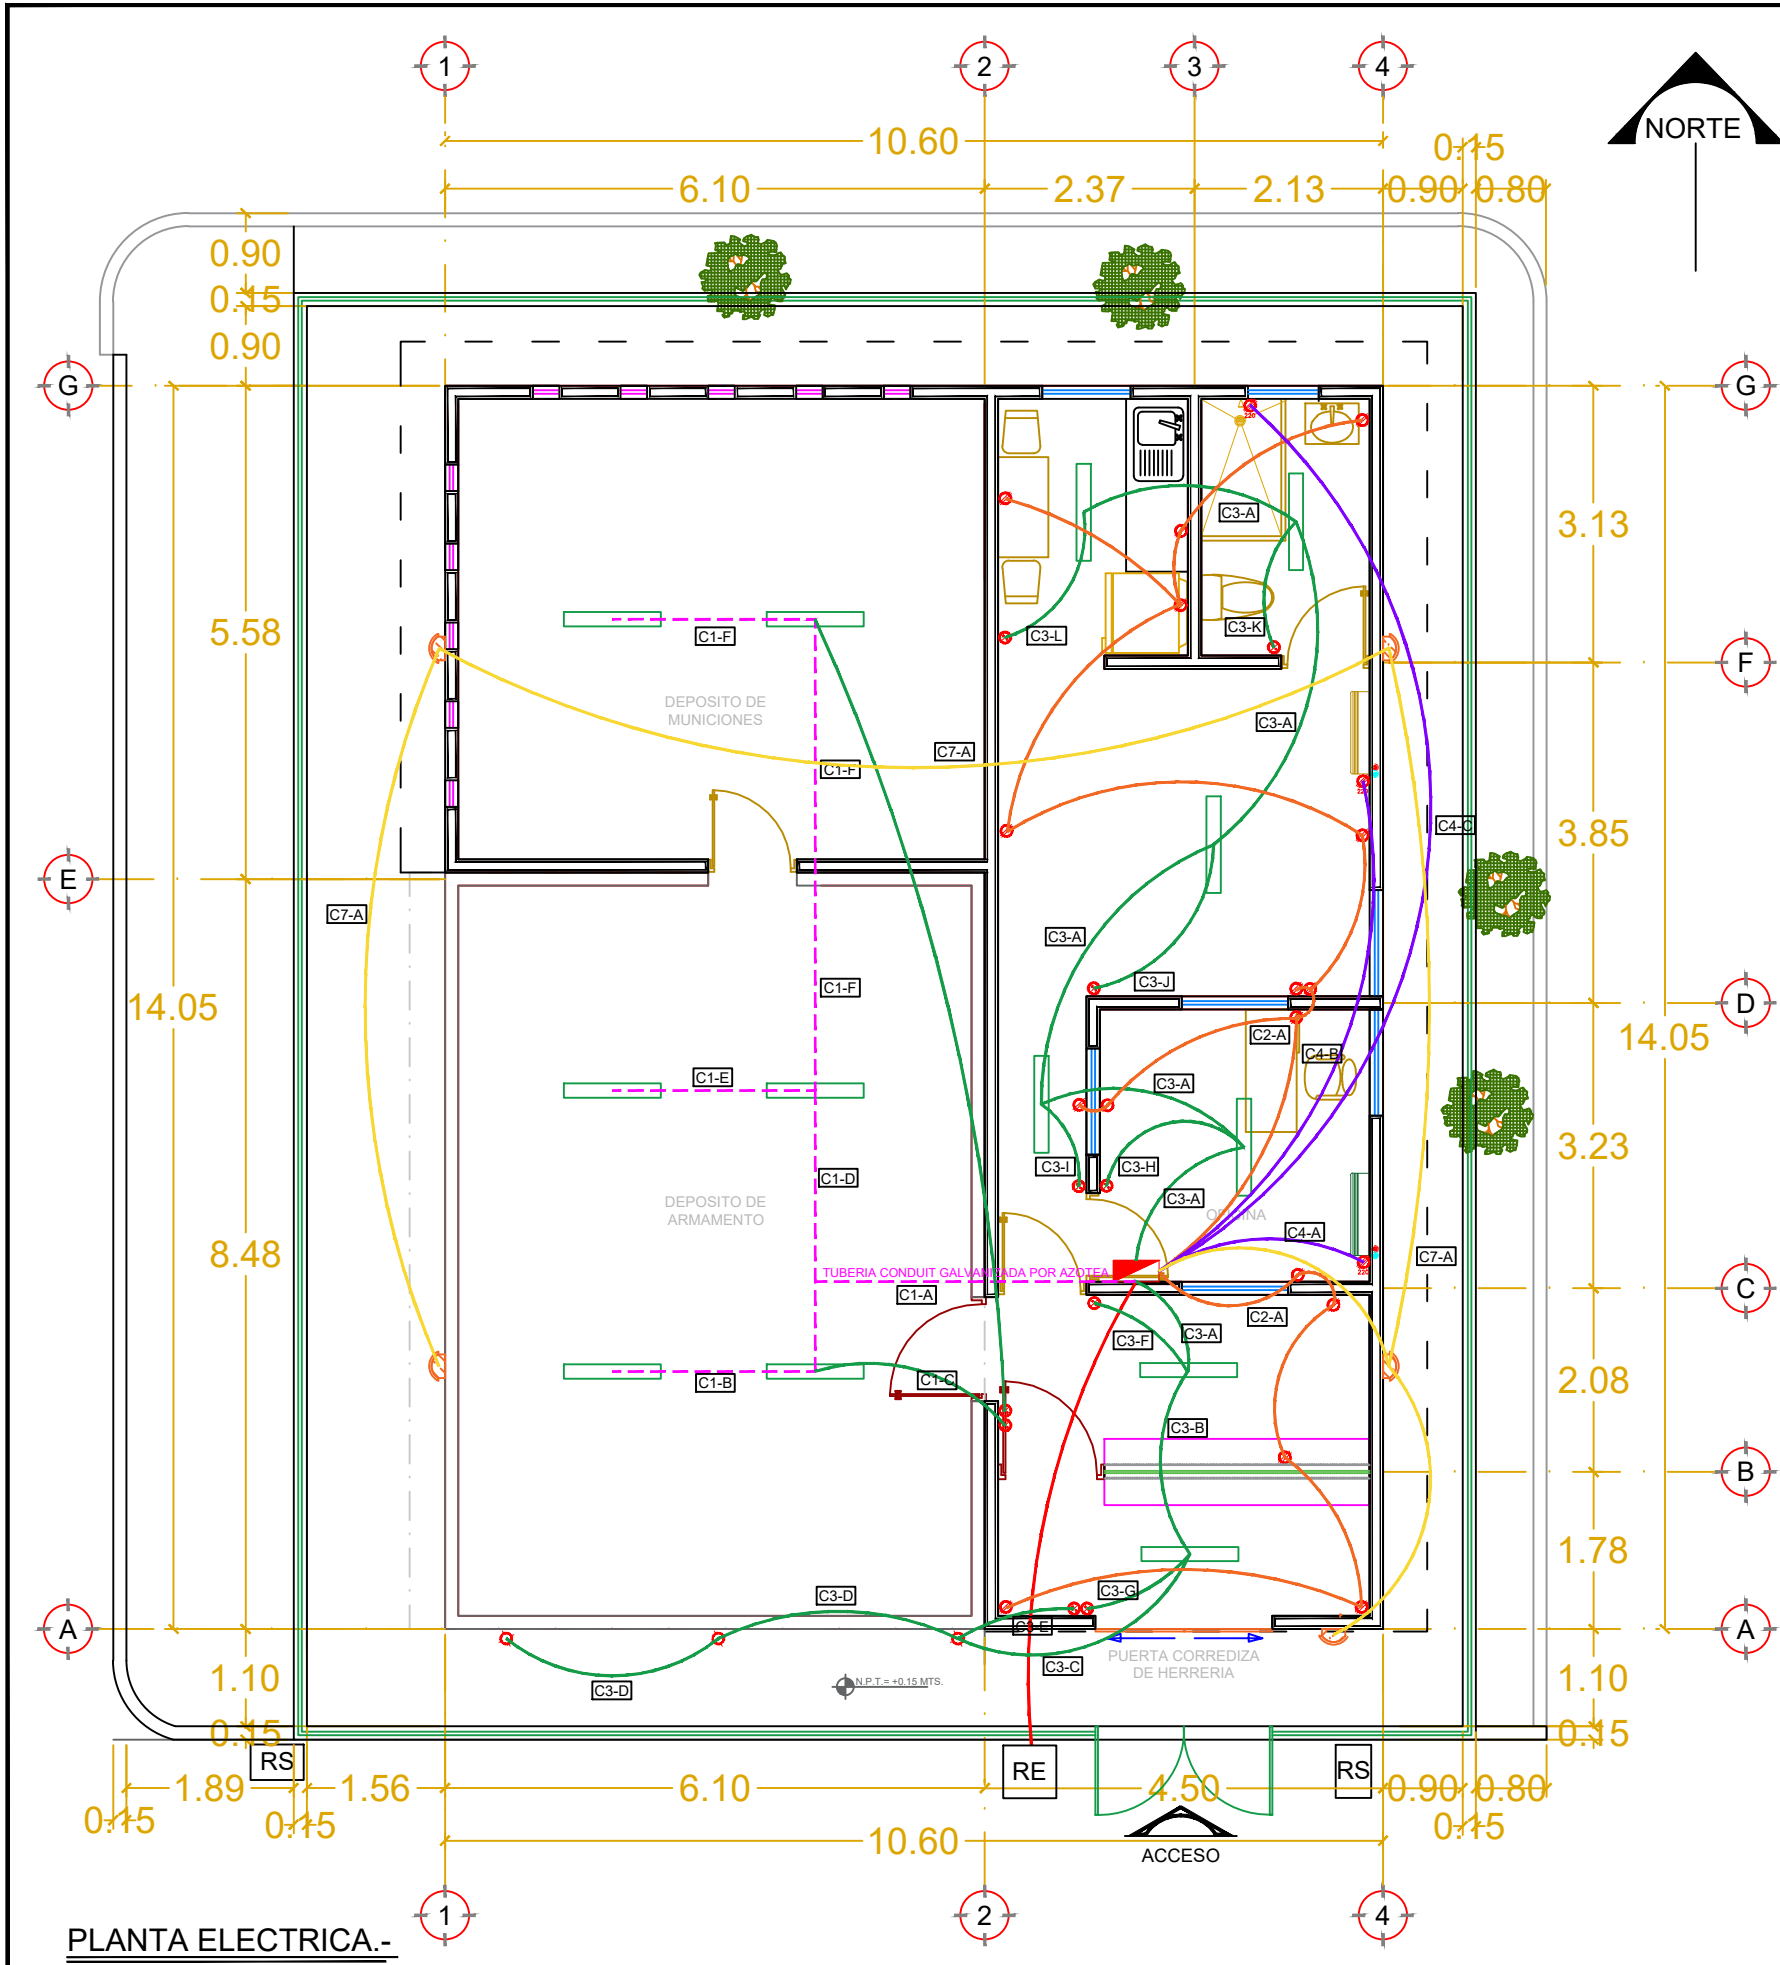 1
2
3
4
NORTE
10.60
0.15
6.10
2.37
2.13
0.90
0.80
0.90
0.15
0.90
G
G
220
C3-A
3.13
5.58
C1-F
C3-L
C3-K
F
DEPOSITO DE
MUNICIONES
C3-A
C7-A
C1-F
220
C4-C
3.85
E
C7-A
C3-A
C1-F
C3-J
14.05
D
C2-A
14.05
C4-B
C1-E
C3-A
C3-I
C3-H
3.23
C1-D
DEPOSITO DE
ARMAMENTO
C3-A
OFICINA
C4-A
8.48
C7-A
220
TUBERIA CONDUIT GALVANIZADA POR AZOTEA
C1-A
C
C2-A
C3-F
C3-A
C1-B
C1-C
2.08
C3-B
B
1.78
C3-D
C3-G
A
C3-E
A
PUERTA CORREDIZA
DE HERRERIA
C3-C
1.10
N.P.T.= +0.15 MTS.
C3-D
1.10
0.15
0.15
RS
RE
RS
1.89
1.56
6.10
4.50
0.90
0.80
0.15
0.15
0.15
10.60
ACCESO
1
2
4
PLANTA ELECTRICA.-